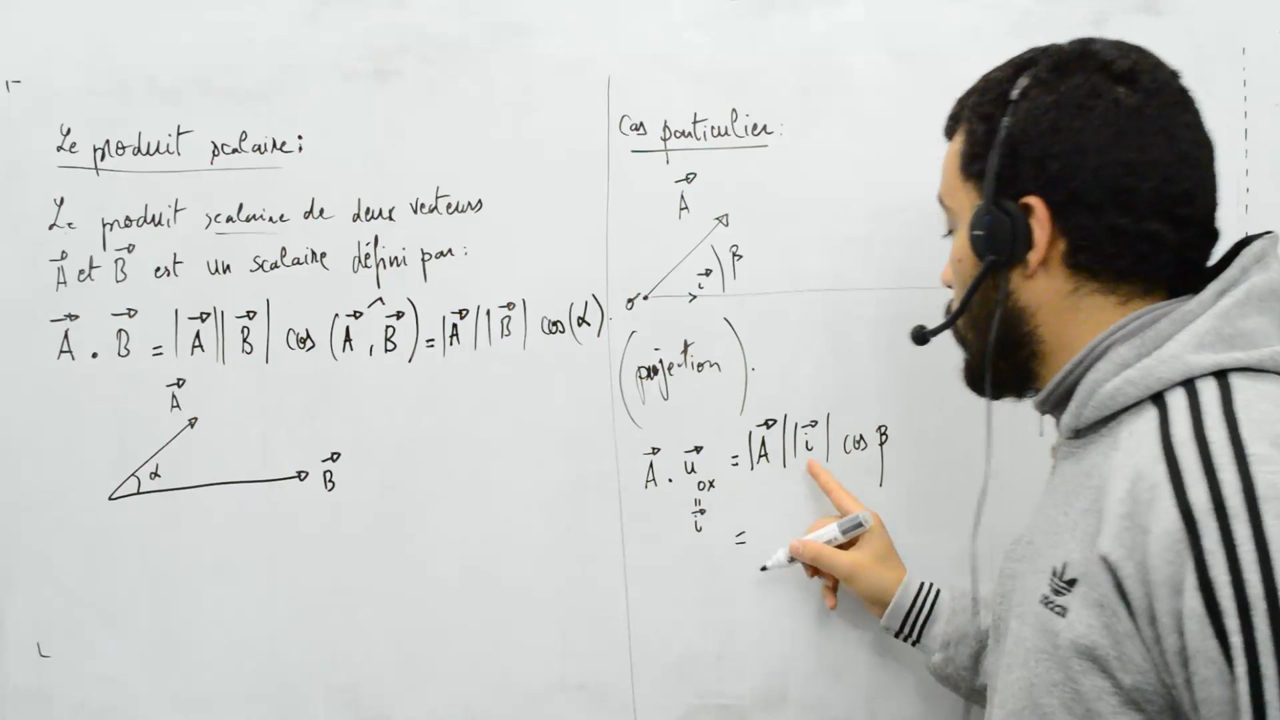 Le produit scalaire :
Le produit scalaire de deux vecteurs
A⃗ et B⃗ est un scalaire défini par :
A⃗ . B⃗ = |A⃗||B⃗| cos (A⃗ , B⃗) = |A⃗||B⃗| cos(α).
A⃗
α
B⃗
Cas particulier :
A⃗
β
i⃗
o
(projection).
A⃗ . u⃗ox = |A⃗||i⃗| cos β
=
i⃗
=